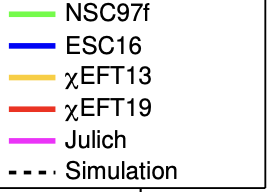 NSC97f
ESC16
χEFT13
χEFT19
Julich
Simulation